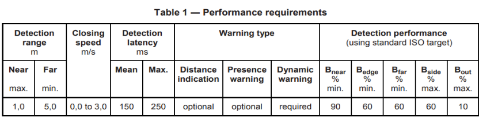 Table 1 — Performance requirements
Detection range m | Closing speed m/s | Detection latency ms | Warning type | Detection performance (using standard ISO target)
Near max. | Far min. | Mean | Max. | Distance indication | Presence warning | Dynamic warning | Bnear % min. | Bedge % min. | Bfar % min. | Bside % max. | Bout % max.
1,0 | 5,0 | 0,0 to 3,0 | 150 | 250 | optional | optional | required | 90 | 60 | 60 | 60 | 10